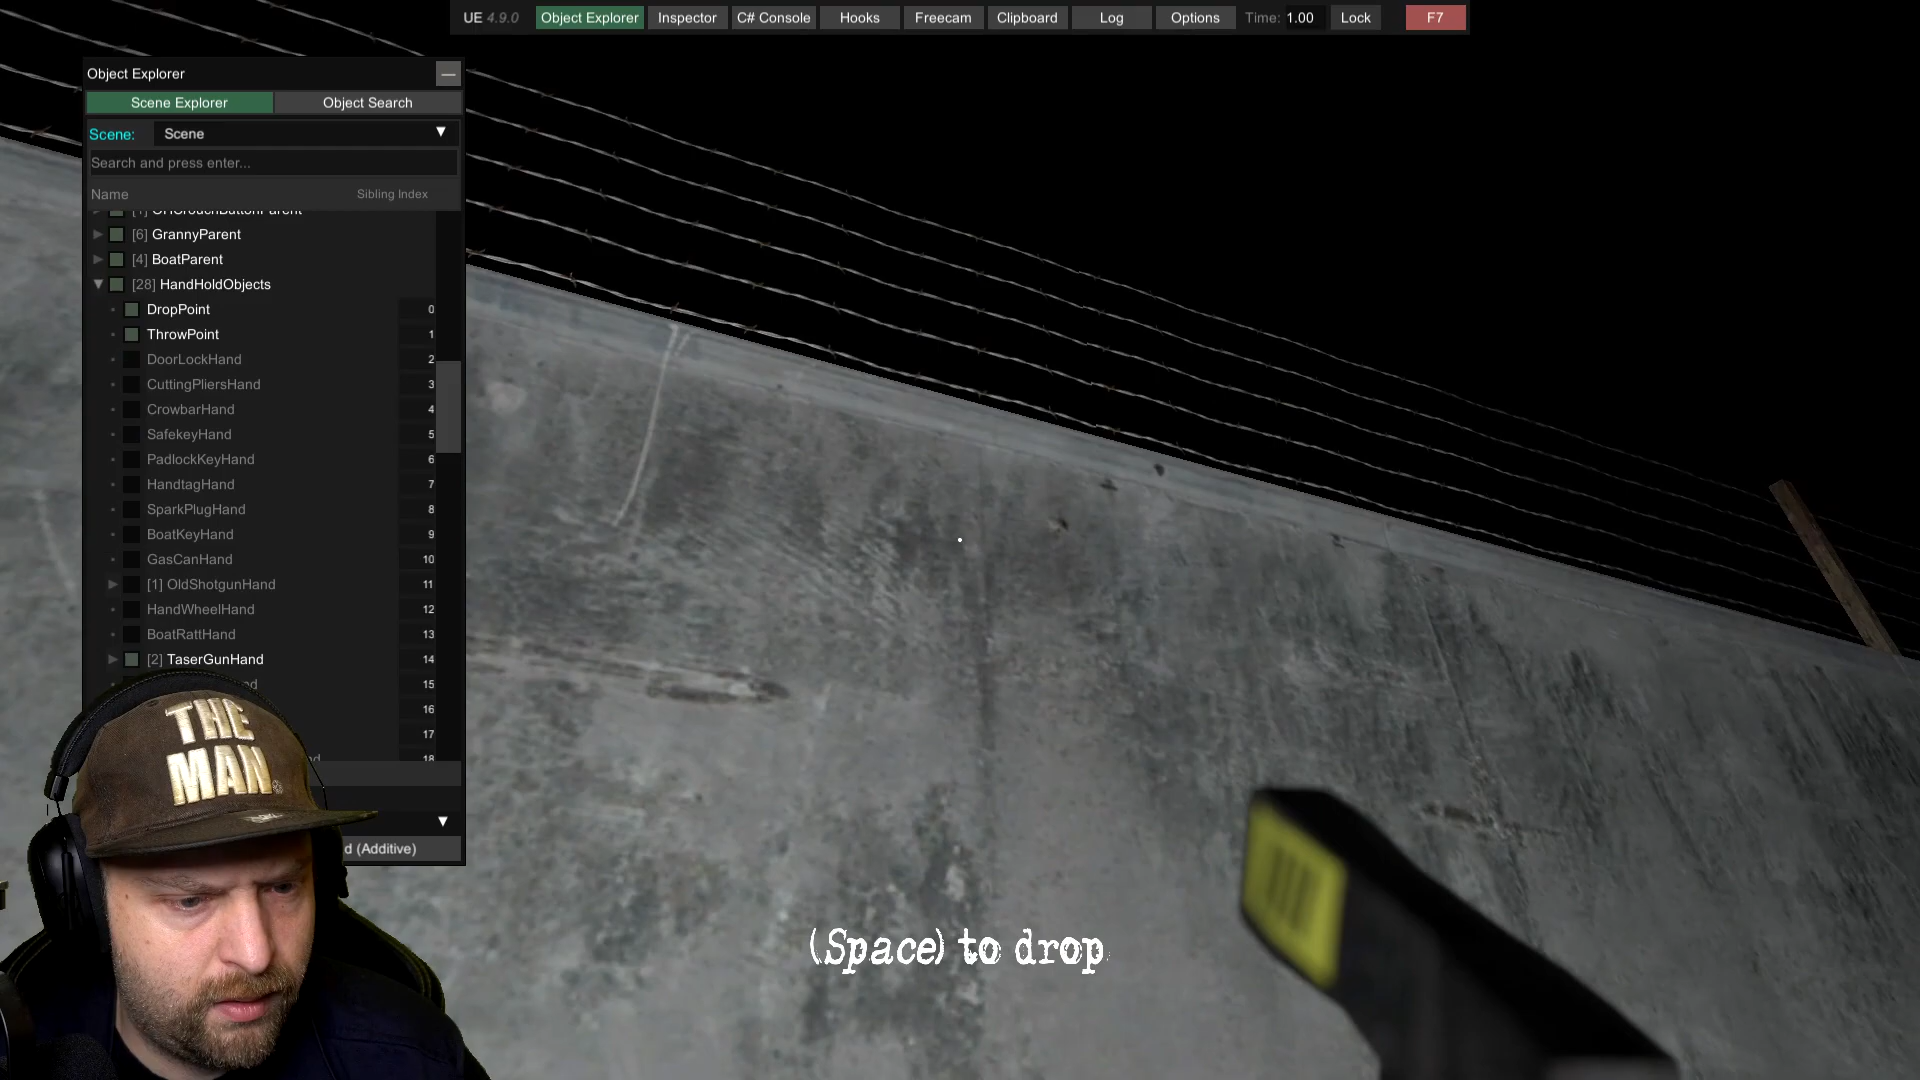 UE 4.9.0 Object Explorer Inspector C# Console Hooks Freecam Clipboard Log Options Time: 1.00 Lock F7
Object Explorer —
Scene Explorer Object Search
Scene: Scene ▼
Search and press enter...
Name Sibling Index
[6] GrannyParent
[4] BoatParent
[28] HandHoldObjects
DropPoint 0
ThrowPoint 1
DoorLockHand 2
CuttingPliersHand 3
CrowbarHand 4
SafekeyHand 5
PadlockKeyHand 6
HandtagHand 7
SparkPlugHand 8
BoatKeyHand 9
GasCanHand 10
[1] OldShotgunHand 11
HandWheelHand 12
BoatRattHand 13
[2] TaserGunHand 14
15
16
17
18
d (Additive)
THE
MAN.
(Space) to drop